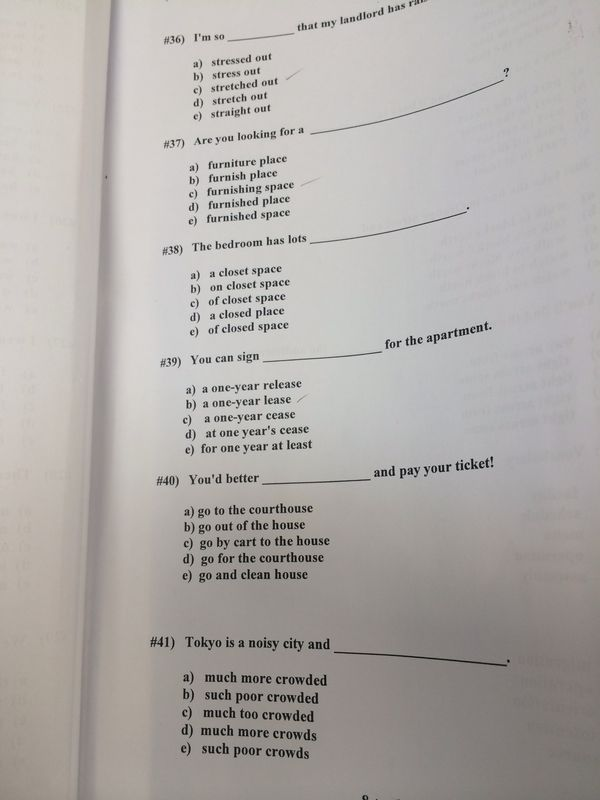 #36) I'm so __________ that my landlord has
a) stressed out
b) stress out
c) stretched out
d) stretch out
e) straight out
#37) Are you looking for a ______________________________?
a) furniture place
b) furnish place
c) furnishing space
d) furnished place
e) furnished space
#38) The bedroom has lots _________________________.
a) a closet space
b) on closet space
c) of closet space
d) a closed place
e) of closed space
#39) You can sign __________________ for the apartment.
a) a one-year release
b) a one-year lease
c) a one-year cease
d) at one year's cease
e) for one year at least
#40) You'd better ________________ and pay your ticket!
a) go to the courthouse
b) go out of the house
c) go by cart to the house
d) go for the courthouse
e) go and clean house
#41) Tokyo is a noisy city and _________________________.
a) much more crowded
b) such poor crowded
c) much too crowded
d) much more crowds
e) such poor crowds